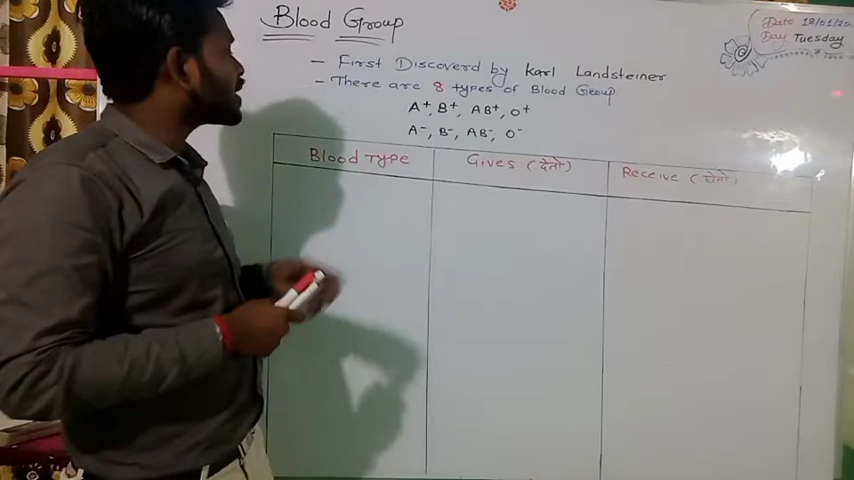 Blood Group
Date 19/01/20
Day Tuesday
– First Discovered by Karl Landsteiner
– There are 8 types of Blood Group
A+, B+, AB+, O+
A-, B-, AB-, O-
Blood Type
Gives (देतो)
Receive (घेतो)